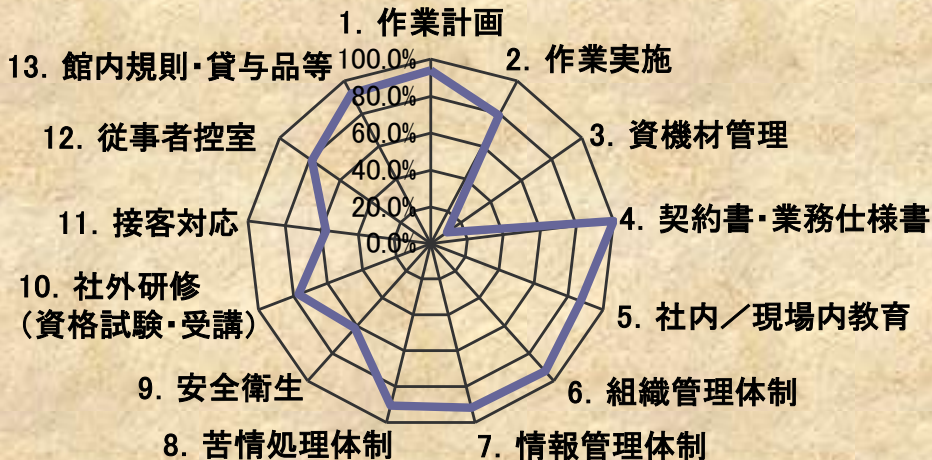 1．作業計画
2．作業実施
3．資機材管理
4．契約書・業務仕様書
5．社内／現場内教育
6．組織管理体制
7．情報管理体制
8．苦情処理体制
9．安全衛生
10．社外研修
（資格試験・受講）
11．接客対応
12．従事者控室
13．館内規則・貸与品等
100.0%
80.0%
60.0%
40.0%
20.0%
0.0%